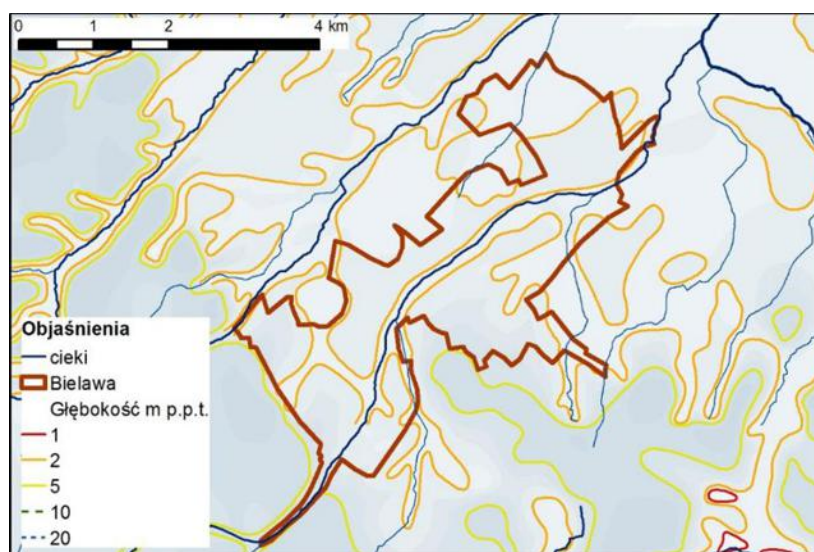 0 1 2 4
km
Objaśnienia
cieki
Bielawa
Głębokość m p.p.t.
1
2
5
10
20